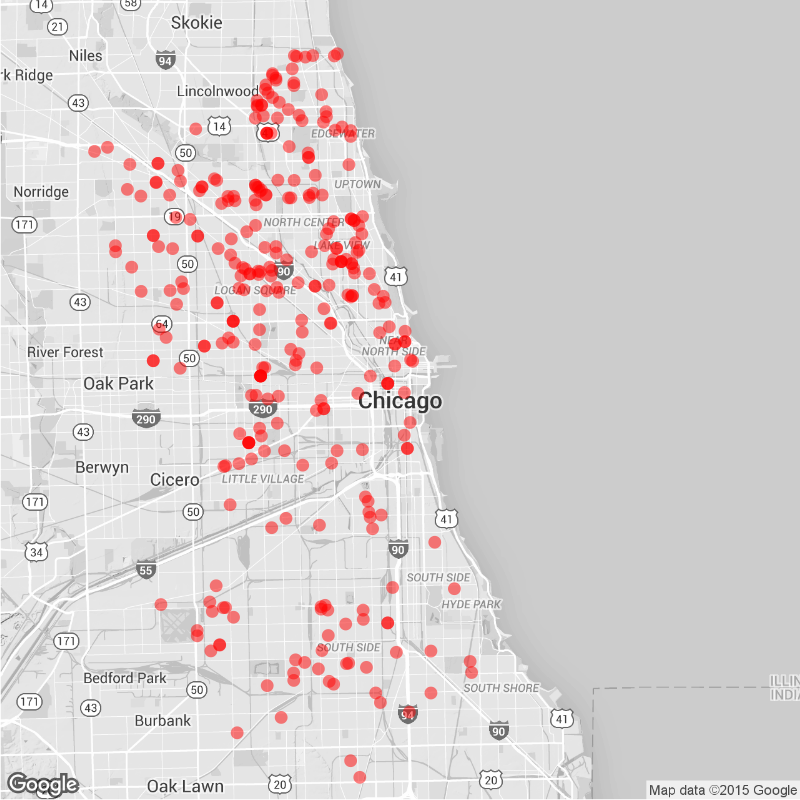 14
58
Skokie
21
Niles
94
rk Ridge
Lincolnwood
43
14
EDGEWATER
50
Norridge
UPTOWN
171
19
NORTH CENTER
LAKE VIEW
50
90
41
LOGAN SQUARE
43
64
NEAR
NORTH SIDE
River Forest
50
Oak Park
Chicago
290
290
43
Berwyn
Cicero
LITTLE VILLAGE
171
50
41
34
90
55
SOUTH SIDE
HYDE PARK
171
SOUTH SIDE
Bedford Park
SOUTH SHORE
ILLIN
INDIA
50
171
43
94
41
Burbank
90
Google
Oak Lawn
20
20
Map data ©2015 Google